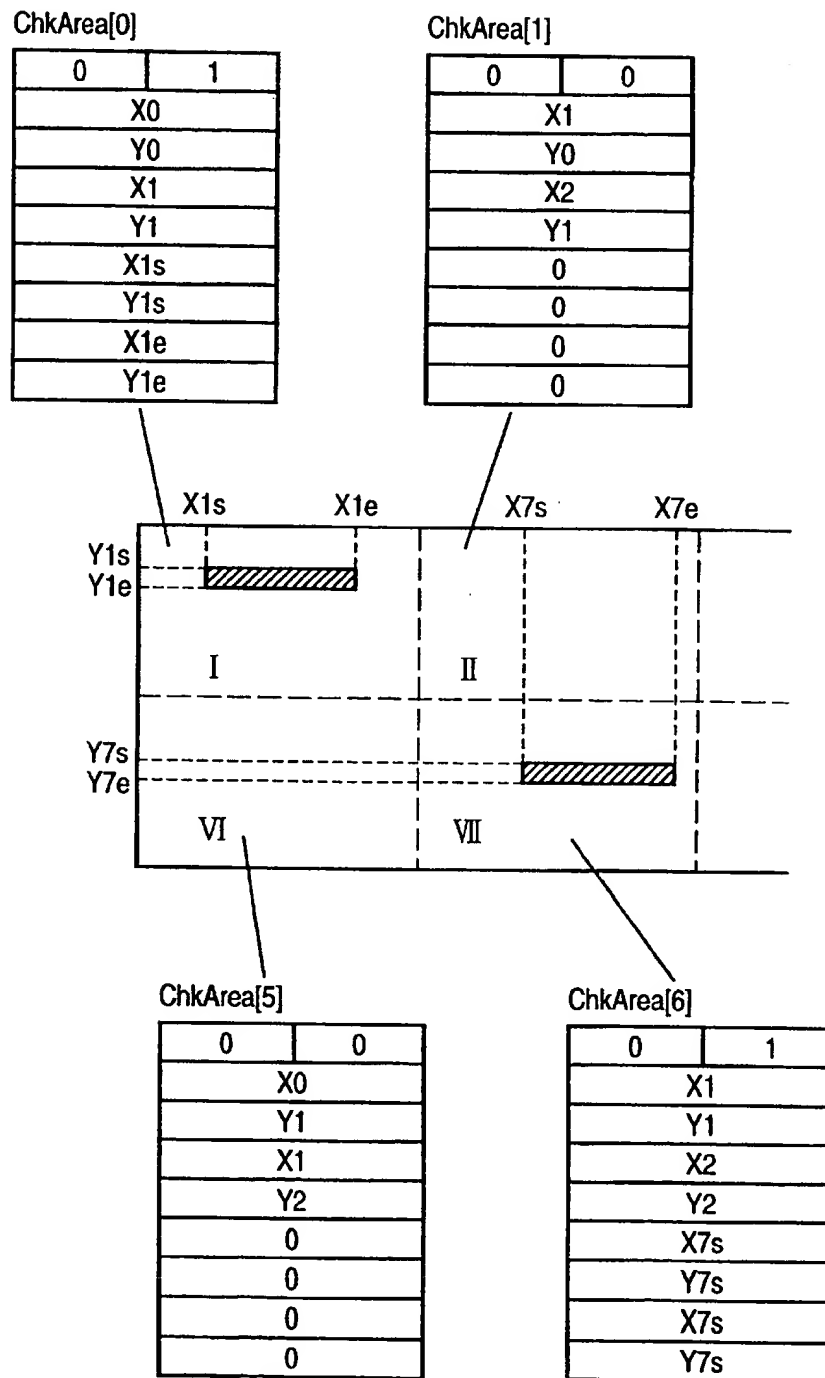 ChkArea[0]
0 1
X0
Y0
X1
Y1
X1s
Y1s
X1e
Y1e
ChkArea[1]
0 0
X1
Y0
X2
Y1
0
0
0
0
X1s X1e X7s X7e
Y1s
Y1e
I II
Y7s
Y7e
VI VII
ChkArea[5]
0 0
X0
Y1
X1
Y2
0
0
0
0
ChkArea[6]
0 1
X1
Y1
X2
Y2
X7s
Y7s
X7s
Y7s